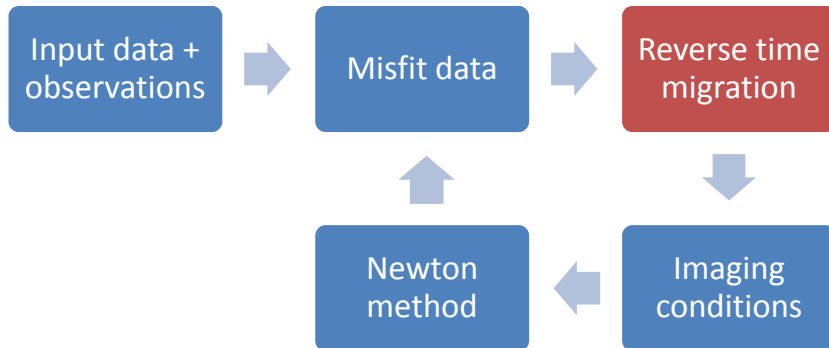 Input data +
observations
Misfit data
Reverse time
migration
Newton
method
Imaging
conditions